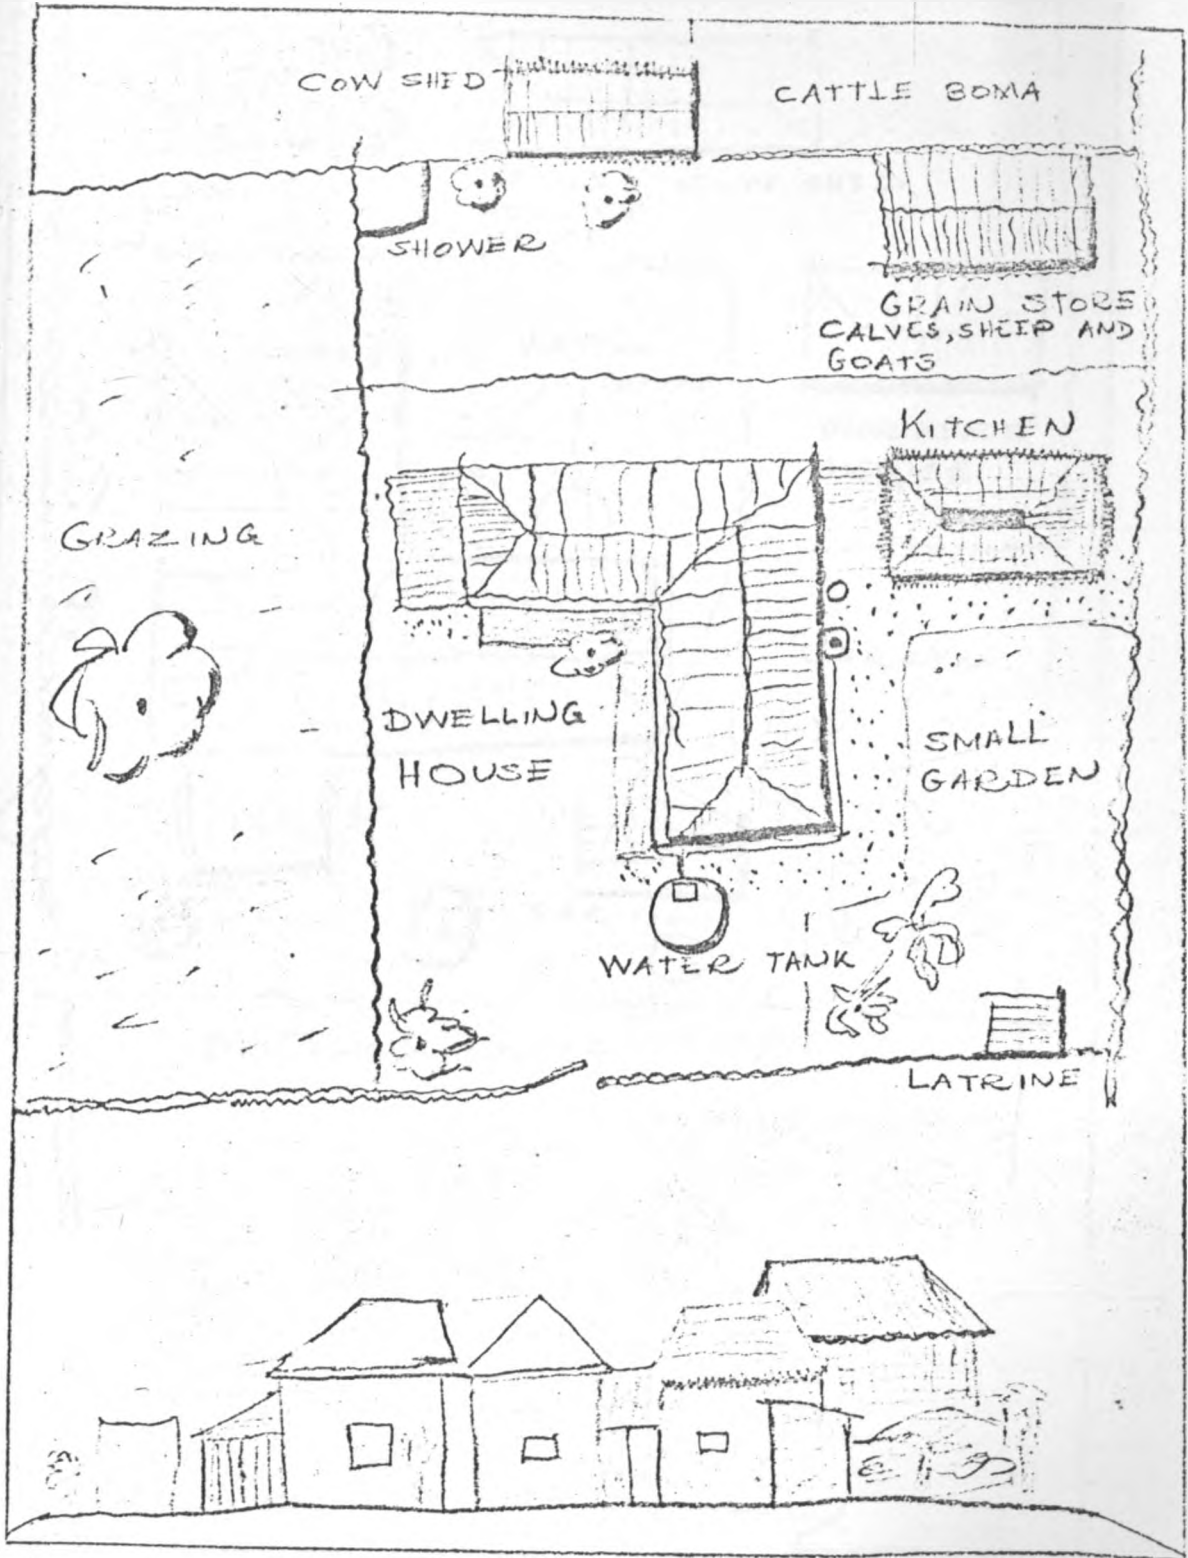 COW SHED
CATTLE BOMA
SHOWER
GRAIN STORE
CALVES, SHEEP AND
GOATS
KITCHEN
GRAZING
DWELLING
HOUSE
SMALL
GARDEN
WATER TANK
LATRINE